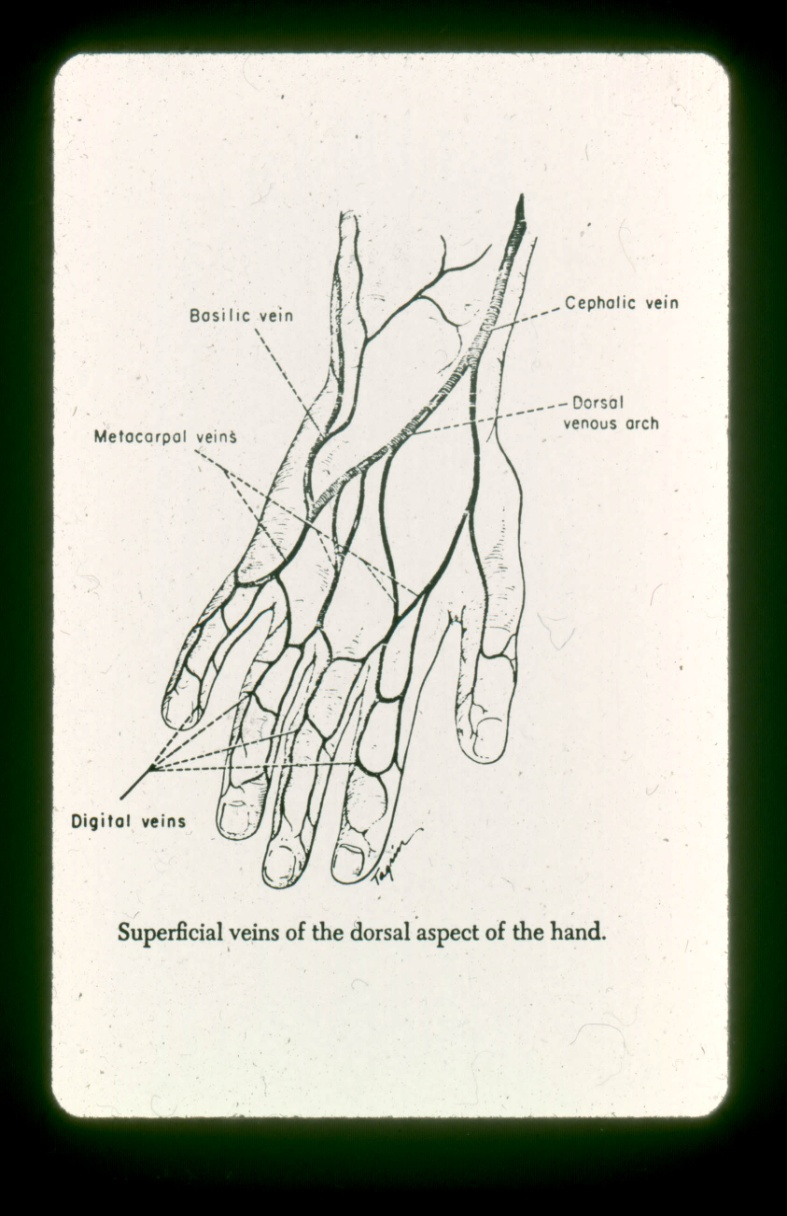 Basilic vein
Cephalic vein
Dorsal
venous arch
Metacarpal veins
Digital veins
Superficial veins of the dorsal aspect of the hand.